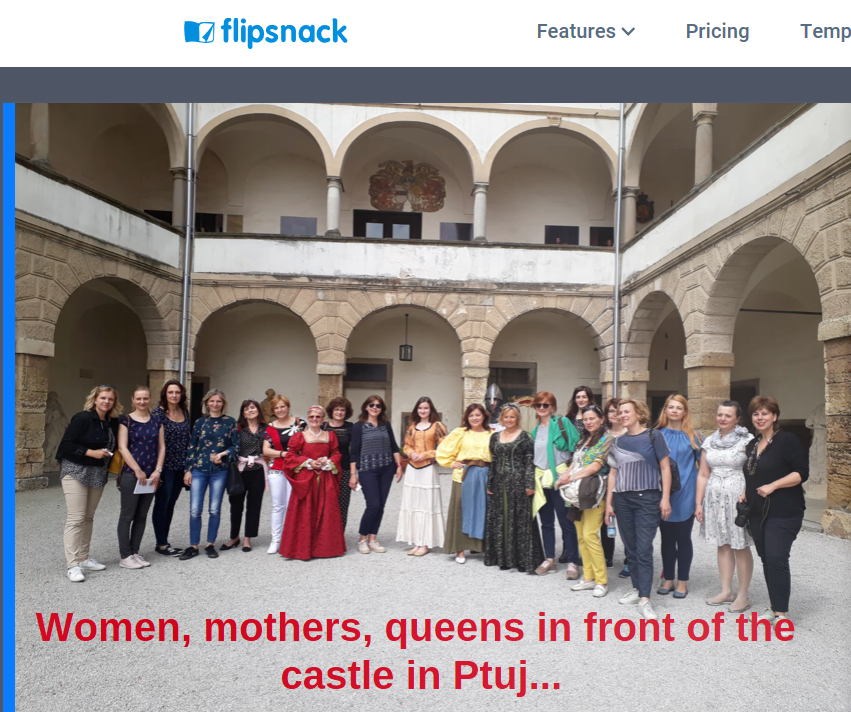 flipsnack
Features
Pricing
Temp
Women, mothers, queens in front of the
castle in Ptuj...